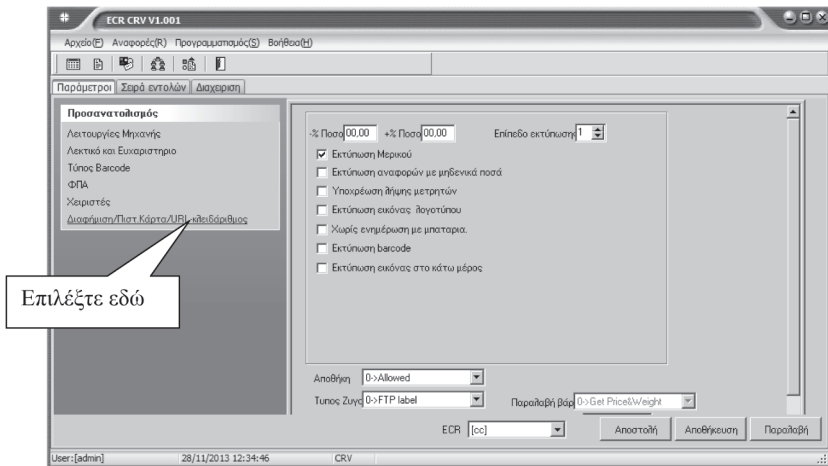 ECR CRV V1.001
Αρχείο(F) Αναφορές(R) Προγραμματισμός(S) Βοήθεια(H)
Παράμετροι Σειρά εντολών Διαχειριση
Προσανατολισμός
Λειτουργίες Μηχανής
Λεκτικό και Ευχαριστηριο
Τύπος Barcode
ΦΠΑ
Χειριστές
Διαφήμιση/Πιστ.Κάρτα/URL-κλειδάριθμος
Επιλέξτε εδώ
-% Ποσο 00,00 +% Ποσο 00,00 Επίπεδο εκτύπωσης 1
Εκτύπωση Μερικού
Εκτύπωση αναφορών με μηδενικά ποσά
Υποχρέωση λήψης μετρητών
Εκτύπωση εικόνας λογοτύπου
Χωρίς ενημέρωση με μπαταρια.
Εκτύπωση barcode
Εκτύπωση εικόνας στο κάτω μέρος
Αποθήκη 0->Allowed
Τυπος Ζυγο 0->FTP label Παραλαβή βάρ 0->Get Price&Weight
ECR [cc] Αποστολή Αποθήκευση Παραλαβή
User:[admin] 28/11/2013 12:34:46 CRV